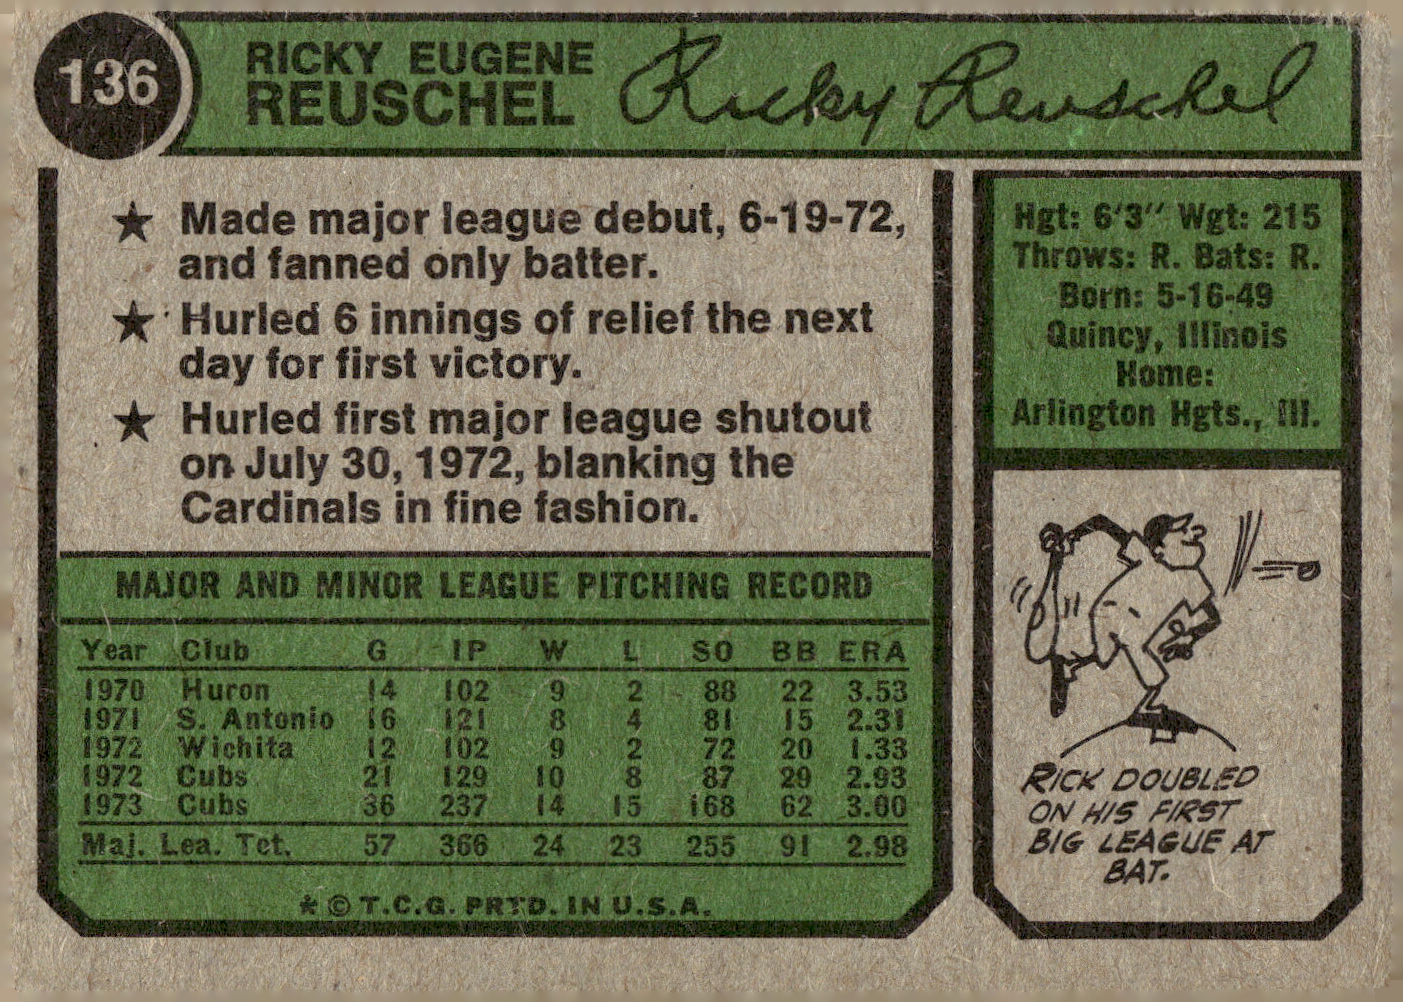 136
RICKY EUGENE
REUSCHEL
Ricky Reuschel
★ Made major league debut, 6-19-72,
and fanned only batter.
★ Hurled 6 innings of relief the next
day for first victory.
★ Hurled first major league shutout
on July 30, 1972, blanking the
Cardinals in fine fashion.
MAJOR AND MINOR LEAGUE PITCHING RECORD
Year Club G IP W L SO BB ERA
1970 Huron 14 102 9 2 88 22 3.53
1971 S. Antonio 16 121 8 4 81 15 2.31
1972 Wichita 12 102 9 2 72 20 1.33
1972 Cubs 21 129 10 8 87 29 2.93
1973 Cubs 36 237 14 15 168 62 3.00
Maj. Lea. Tot. 57 366 24 23 255 91 2.98
* © T.C.G. PRTD. IN U.S.A.
Hgt: 6'3" Wgt: 215
Throws: R. Bats: R.
Born: 5-16-49
Quincy, Illinois
Home:
Arlington Hgts., Ill.
RICK DOUBLED
ON HIS FIRST
BIG LEAGUE AT
BAT.